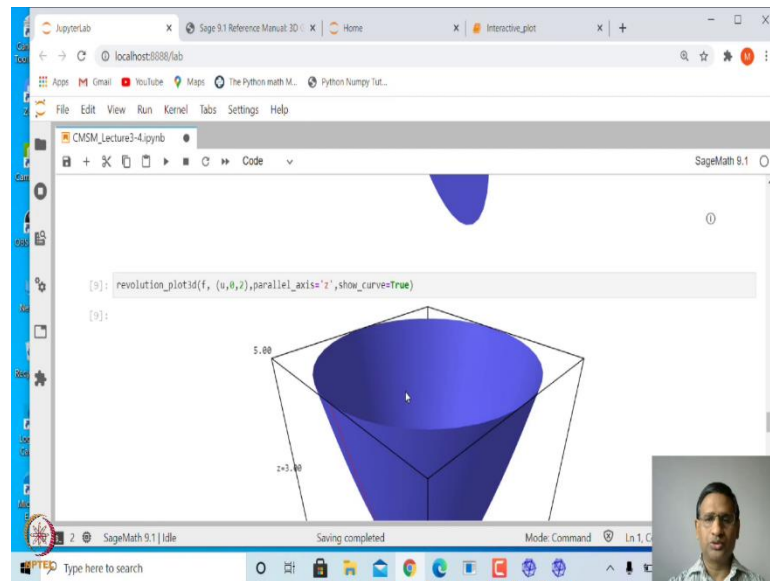 JupyterLab
Sage 9.1 Reference Manual: 3D
Home
Interactive_plot
localhost:8888/lab
M
Apps
Gmail
YouTube
Maps
The Python math M...
Python Numpy Tut...
File Edit View Run Kernel Tabs Settings Help
CMSM_Lecture3-4.ipynb
Code
SageMath 9.1
[9]: revolution_plot3d(f, (u,0,2),parallel_axis='z',show_curve=True)
[9]:
5.00
z=3.00
2
SageMath 9.1 | Idle
Saving completed
Mode: Command
Ln 1,
NPTEL
Type here to search